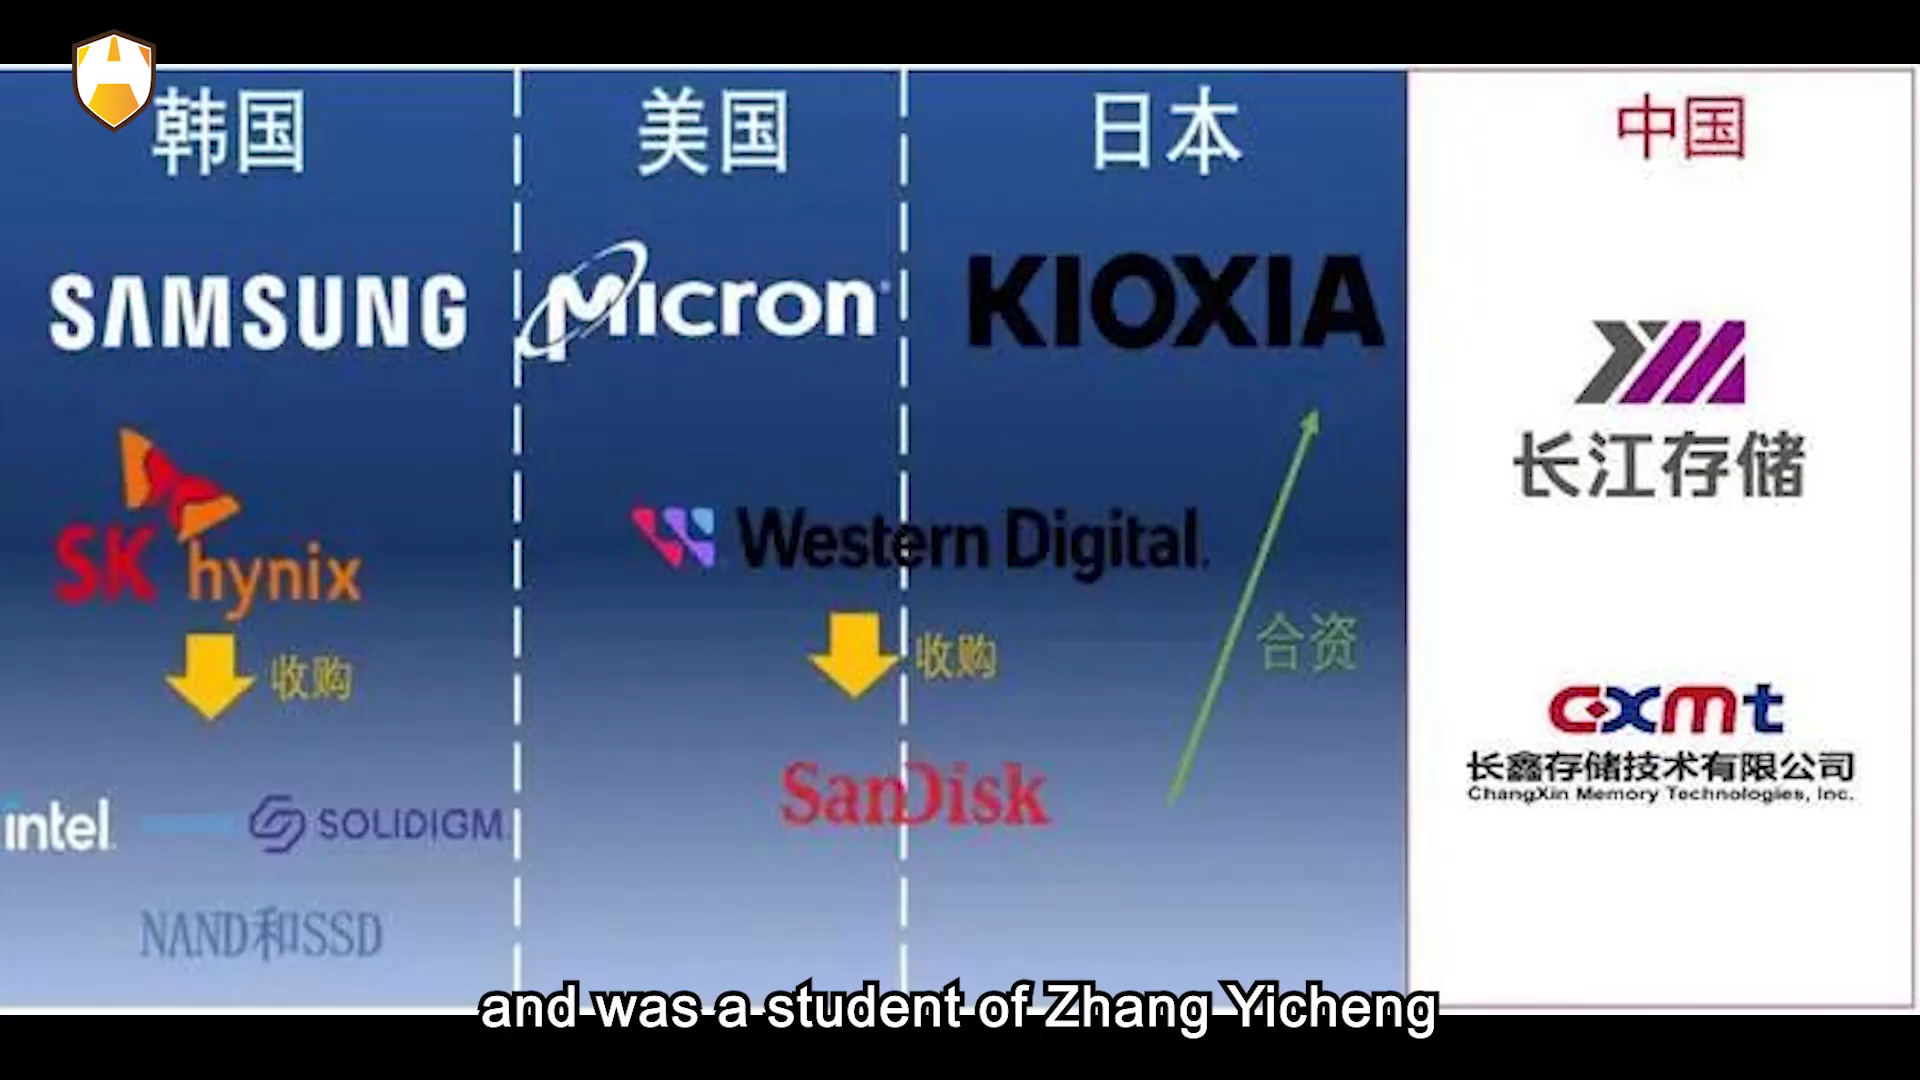 韩国
美国
日本
中国
SAMSUNG
Micron
KIOXIA
长江存储
SK hynix
Western Digital
收购
收购
合资
SanDisk
cxmt
长鑫存储技术有限公司
ChangXin Memory Technologies, Inc.
intel
SOLIDIGM
NAND和SSD
and was a student of Zhang Yicheng